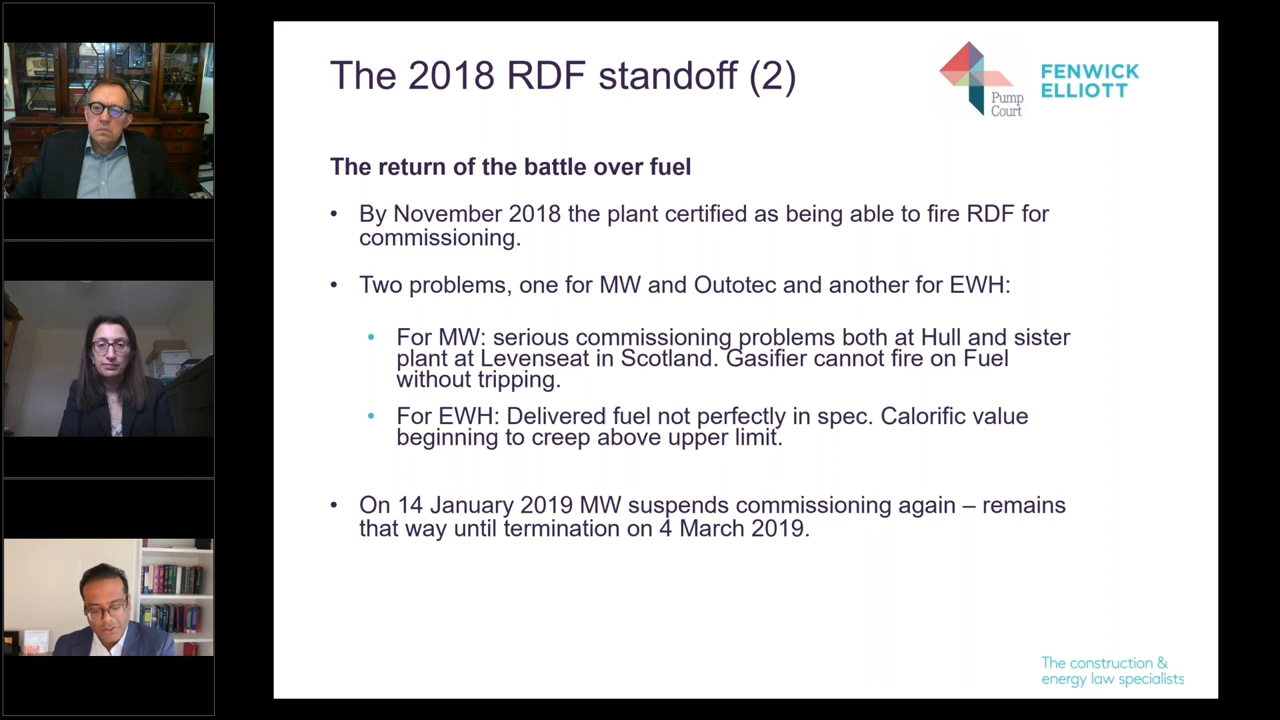 The 2018 RDF standoff (2)
Pump
Court
FENWICK
ELLIOTT
The return of the battle over fuel
• By November 2018 the plant certified as being able to fire RDF for
commissioning.
• Two problems, one for MW and Outotec and another for EWH:
• For MW: serious commissioning problems both at Hull and sister
plant at Levenseat in Scotland. Gasifier cannot fire on Fuel
without tripping.
• For EWH: Delivered fuel not perfectly in spec. Calorific value
beginning to creep above upper limit.
• On 14 January 2019 MW suspends commissioning again – remains
that way until termination on 4 March 2019.
The construction &
energy law specialists